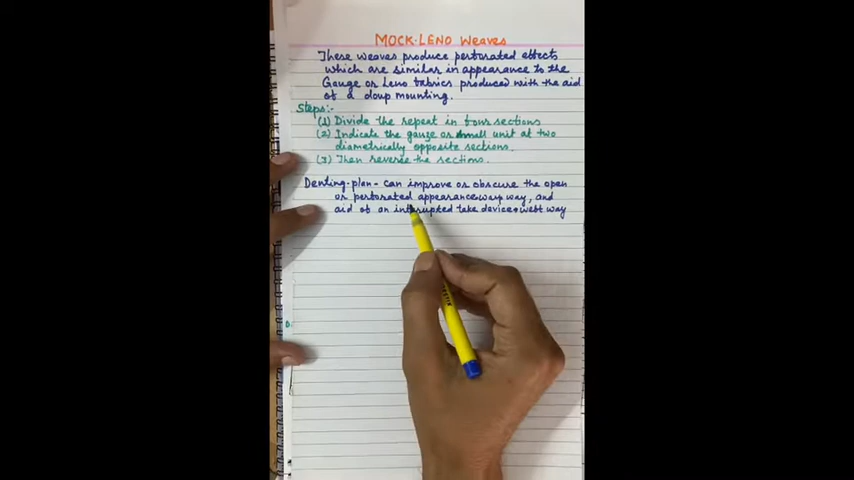 MOCK-LENO Weaves
These weaves produce perforated effects
which are similar in appearance to the
Gauge or Leno fabrics produced with the aid
of a doup mounting.
Steps:-
(1) Divide the repeat in four sections
(2) Indicate the gauze or small unit at two
diametrically opposite sections.
(3) Then reverse the sections.
Denting-plan- can improve or obscure the open
or perforated appearance warp way, and
aid of an interrupted take device weft way